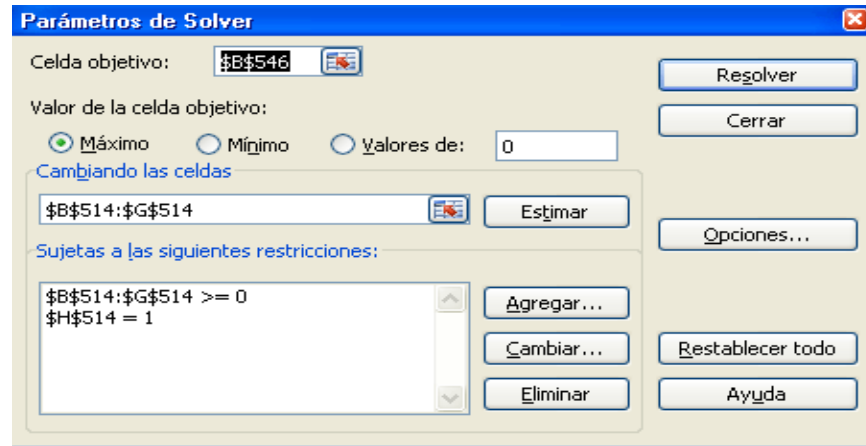 Parámetros de Solver
Celda objetivo: $B$546
Resolver
Valor de la celda objetivo:
Cerrar
Máximo Mínimo Valores de: 0
Cambiando las celdas
$B$514:$G$514 Estimar
Opciones...
Sujetas a las siguientes restricciones:
$B$514:$G$514 >= 0
$H$514 = 1
Agregar...
Cambiar... Restablecer todo
Eliminar Ayuda